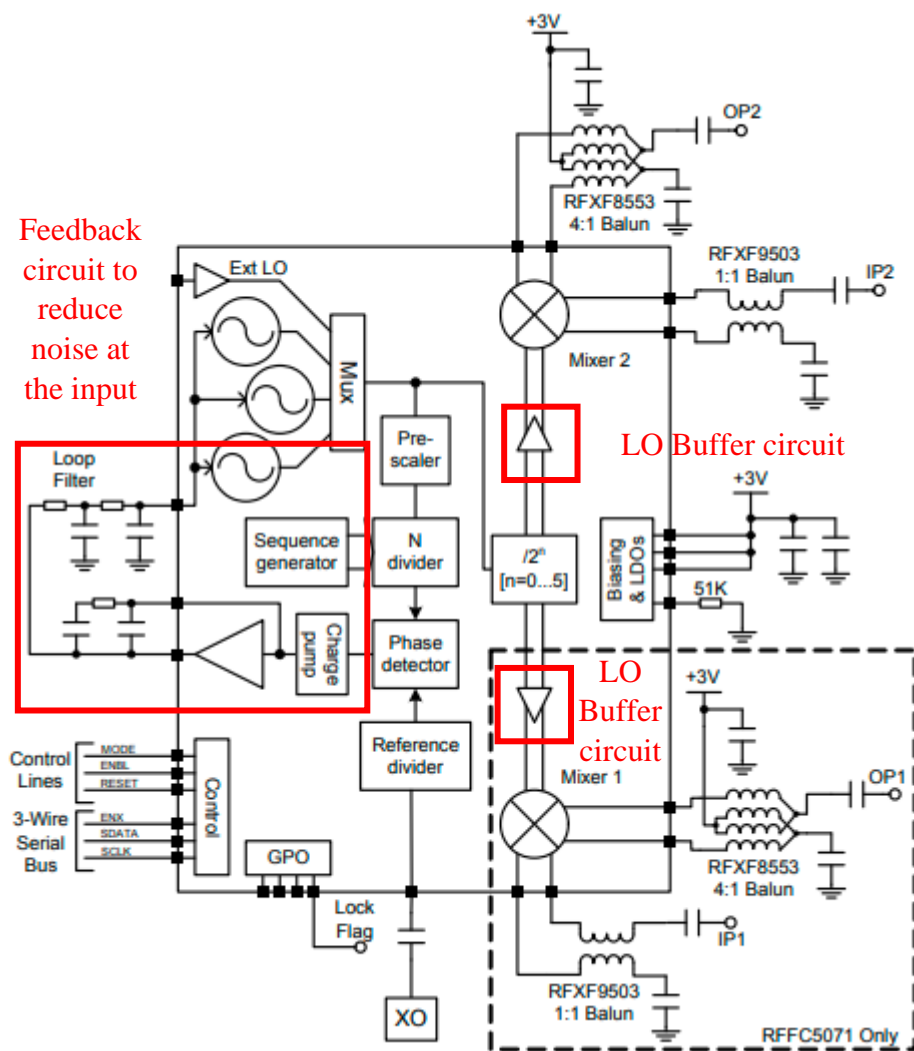 +3V
OP2
RFXF8553
4:1 Balun
Feedback
circuit to
reduce
noise at
the input
Ext LO
Mux
RFXF9503
1:1 Balun
IP2
Mixer 2
Pre-
scaler
LO Buffer circuit
Loop
Filter
+3V
Sequence
generator
N
divider
/2ⁿ
[n=0...5]
Biasing
& LDOs
51K
Charge
pump
Phase
detector
LO
Buffer
circuit
+3V
Reference
divider
Mixer 1
OP1
Control
Lines
MODE
ENBL
RESET
3-Wire
Serial
Bus
ENX
SDATA
SCLK
Control
RFXF8553
4:1 Balun
GPO
Lock
Flag
IP1
RFXF9503
1:1 Balun
XO
RFFC5071 Only